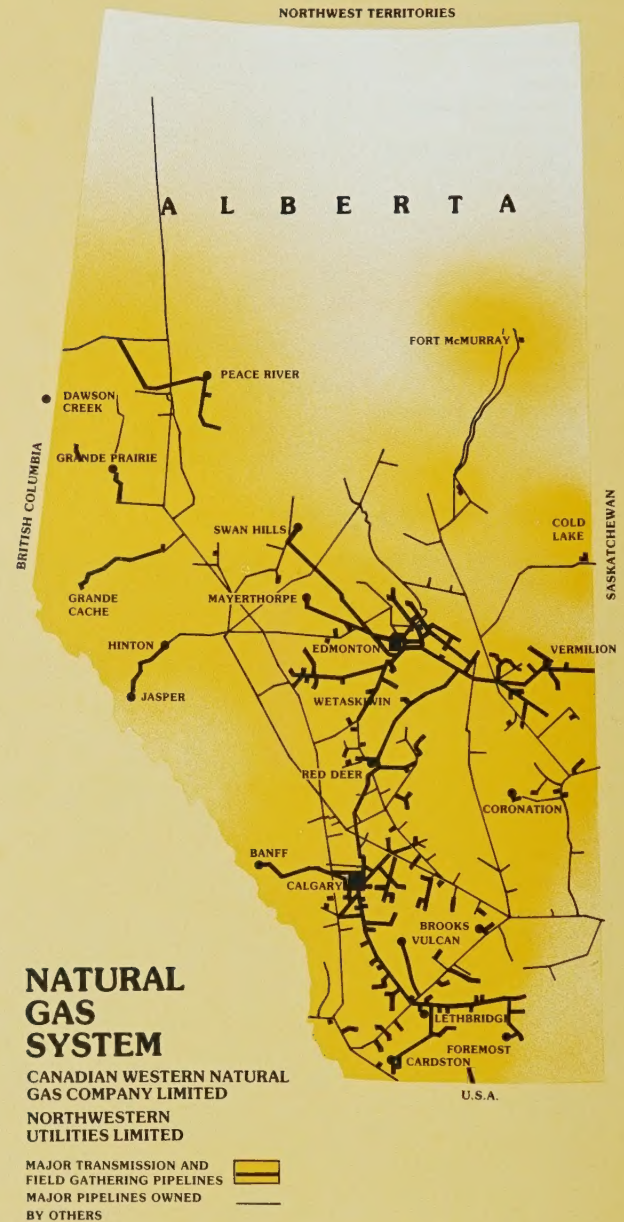 NORTHWEST TERRITORIES
ALBERTA
FORT McMURRAY
PEACE RIVER
DAWSON
CREEK
GRANDE PRAIRIE
BRITISH COLUMBIA
SWAN HILLS
COLD
LAKE
SASKATCHEWAN
GRANDE
CACHE
MAYERTHORPE
HINTON
EDMONTON
VERMILION
JASPER
WETASKIWIN
RED DEER
CORONATION
BANFF
CALGARY
BROOKS
VULCAN
LETHBRIDGE
FOREMOST
CARDSTON
U.S.A.
NATURAL
GAS
SYSTEM
CANADIAN WESTERN NATURAL
GAS COMPANY LIMITED
NORTHWESTERN
UTILITIES LIMITED
MAJOR TRANSMISSION AND
FIELD GATHERING PIPELINES
MAJOR PIPELINES OWNED
BY OTHERS